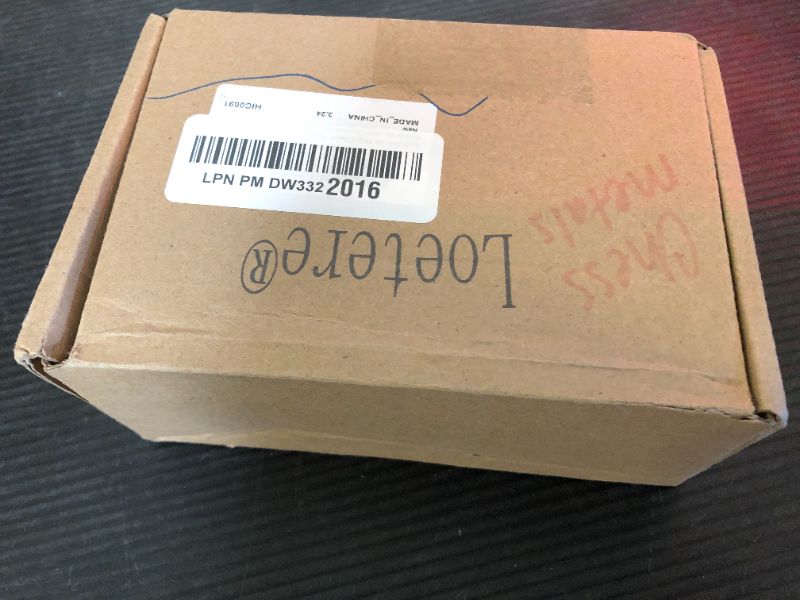 HIC0691 3.24 MADE_IN_CHINA
New
LPN PM DW332 2016
Loetere®
Chess
metals